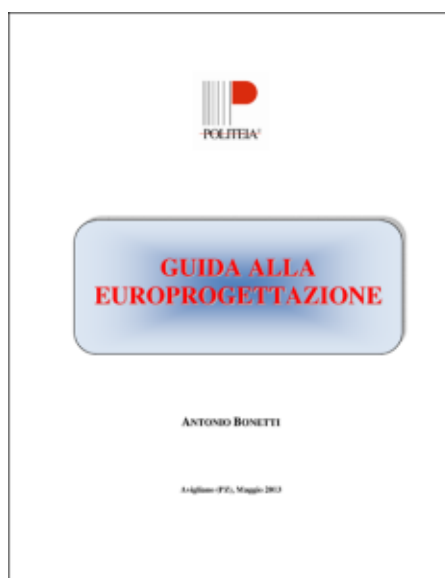 POLITEIA
GUIDA ALLA
EUROPROGETTAZIONE
ANTONIO BONETTI
Avigliano (PZ), Maggio 2013